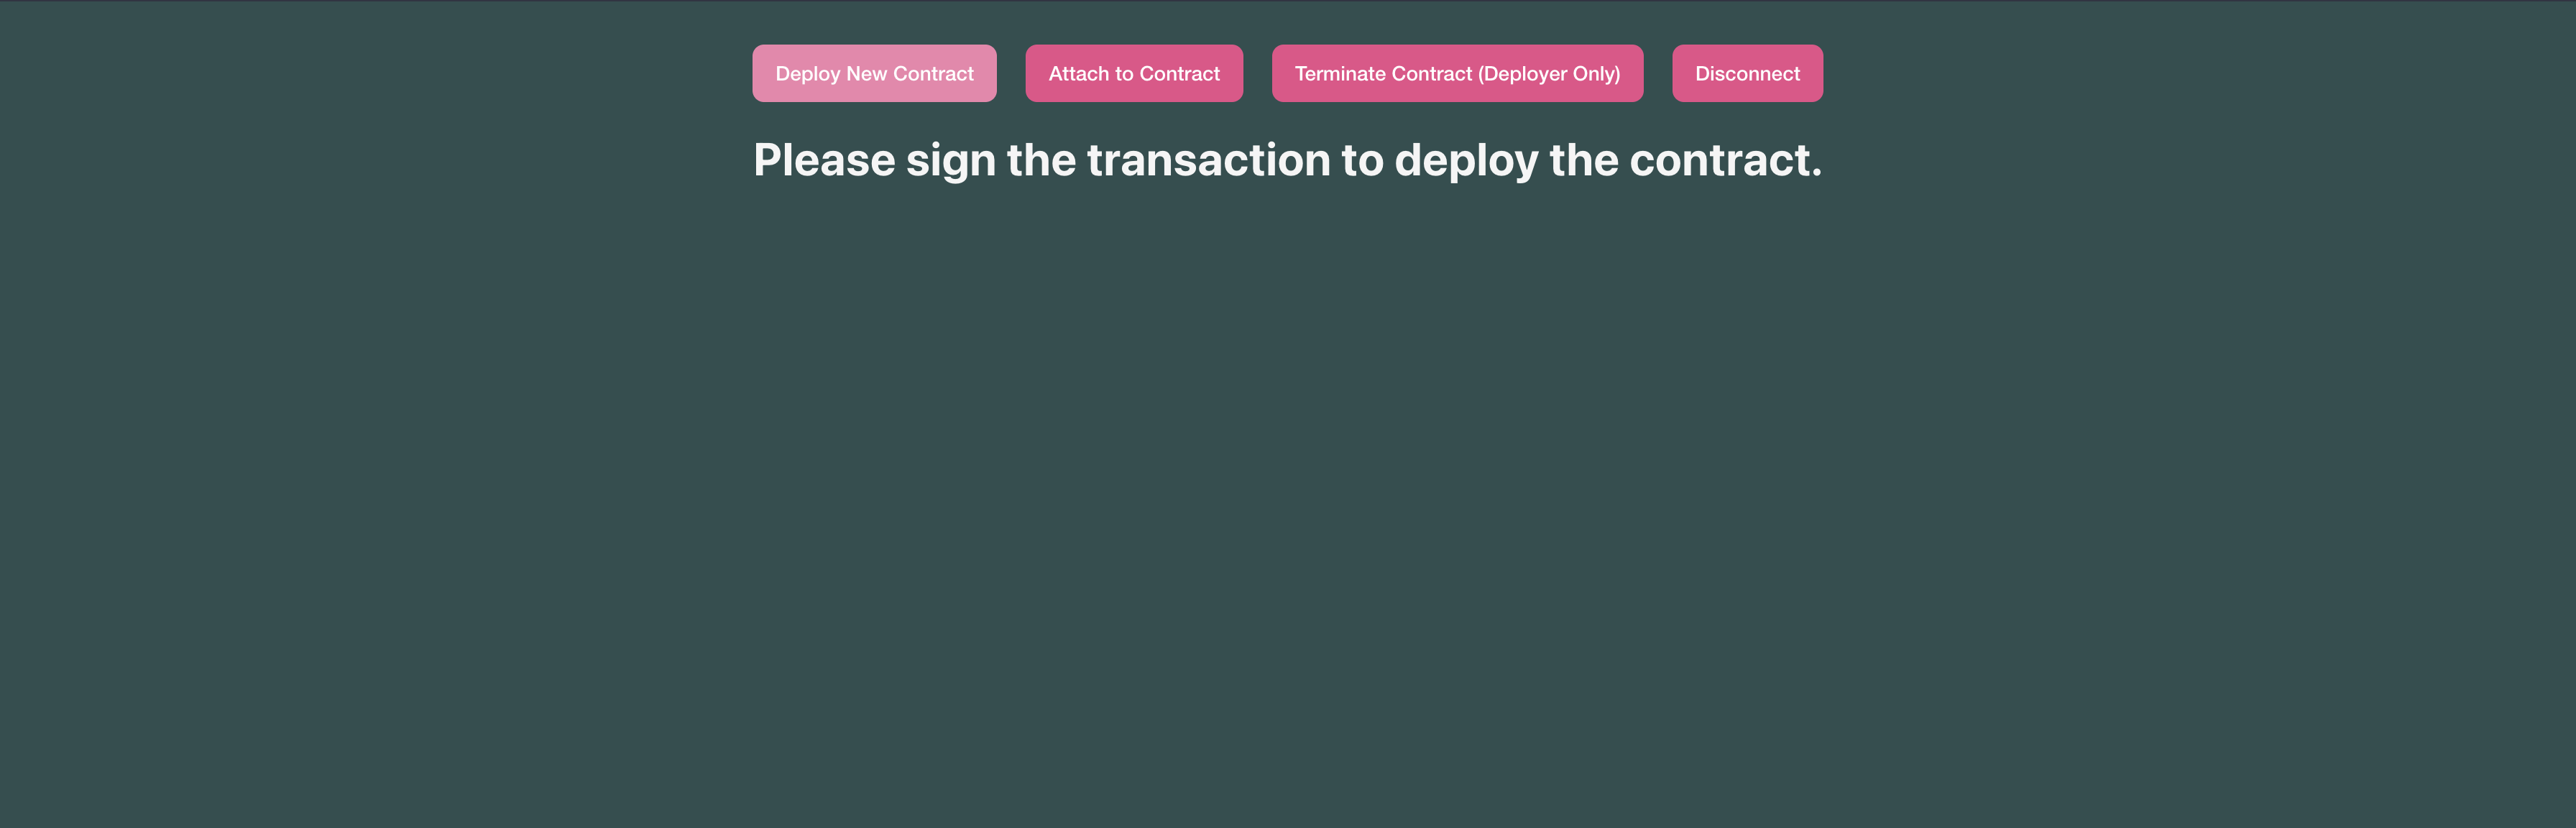 Deploy New Contract Attach to Contract Terminate Contract (Deployer Only) Disconnect
Please sign the transaction to deploy the contract.